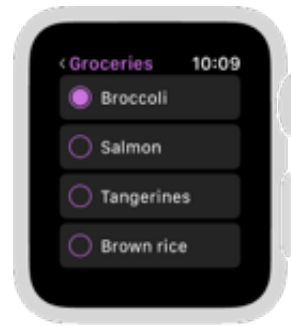 ‹ Groceries 10:09
Broccoli
Salmon
Tangerines
Brown rice